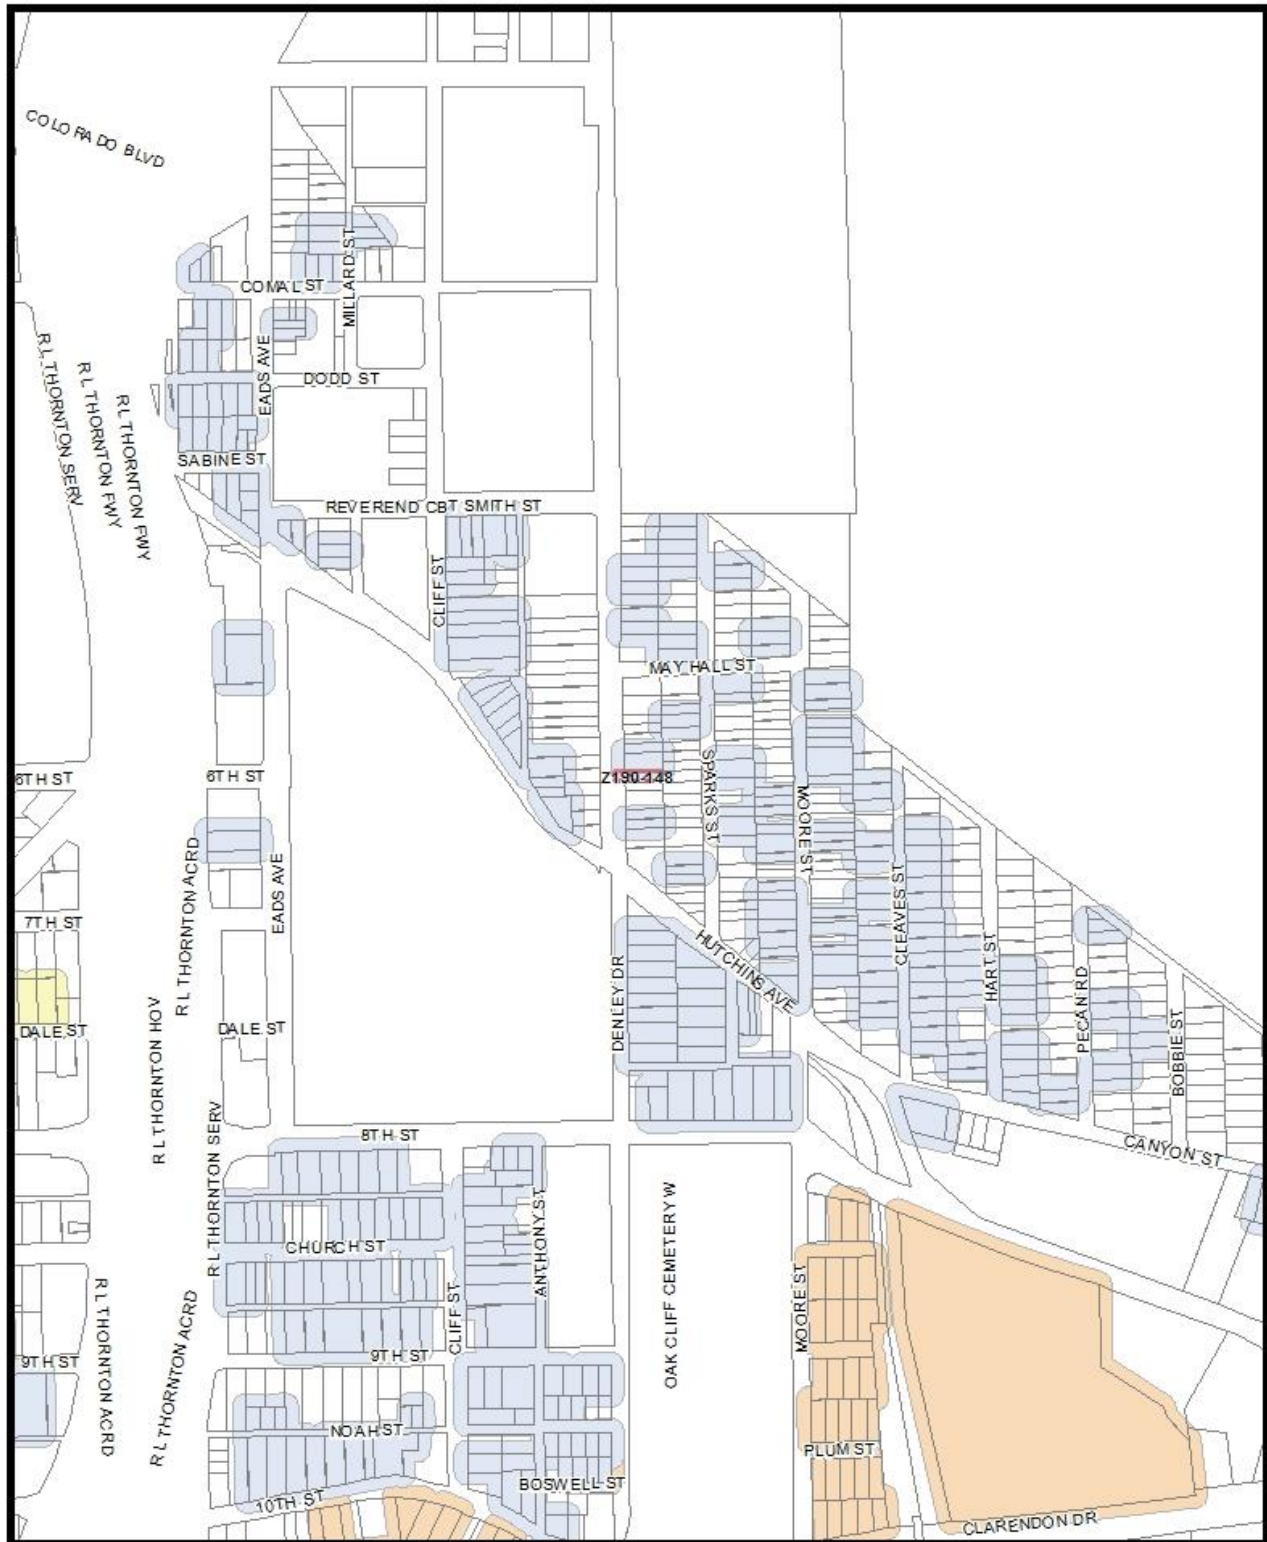 COLORADO BLVD
COMAL ST
MILLARD ST
R L THORNTON SERV
R L THORNTON FWY
R L THORNTON FWY
EADS AVE
DODD ST
SABINE ST
REVEREND CBT SMITH ST
CLIFF ST
MAY HALL ST
6TH ST
6TH ST
Z190-148
SPARKS ST
MOORE ST
R L THORNTON ACRD
EADS AVE
7TH ST
CLEAVES ST
HUTCHINS AVE
HART ST
DENLEY DR
PECAN RD
BOBBIE ST
DALE ST
DALE ST
R L THORNTON HOV
8TH ST
CANYON ST
R L THORNTON SERV
ANTHONY ST
OAK CLIFF CEMETERY W
CHURCH ST
CLIFF ST
MOORE ST
9TH ST
9TH ST
R L THORNTON ACRD
R L THORNTON ACRD
NOAH ST
PLUM ST
BOSWELL ST
10TH ST
CLARENDON DR